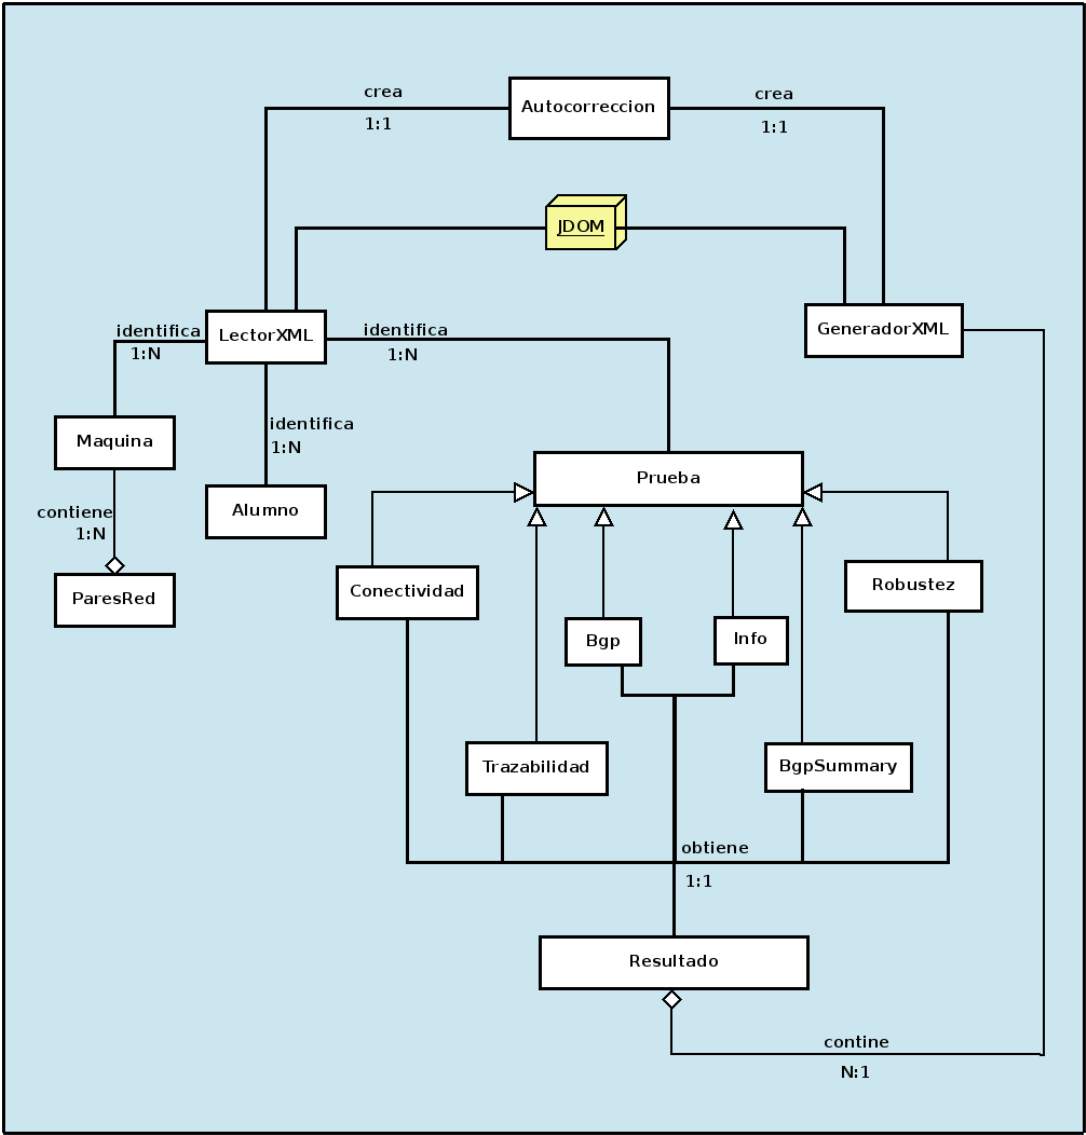 crea
Autocorreccion
crea
1:1
1:1
JDOM
identifica
LectorXML
identifica
GeneradorXML
1:N
1:N
identifica
Maquina
1:N
Prueba
contiene
Alumno
1:N
Conectividad
Robustez
ParesRed
Bgp
Info
Trazabilidad
BgpSummary
obtiene
1:1
Resultado
contine
N:1